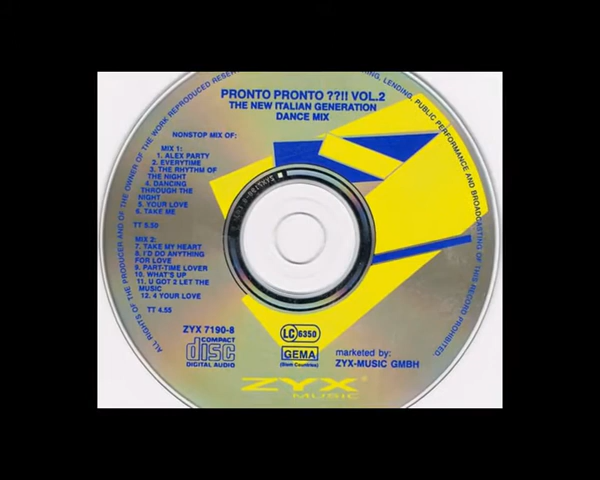 PRONTO PRONTO ??!! VOL.2
THE NEW ITALIAN GENERATION
DANCE MIX
NONSTOP MIX OF:
MIX 1:
1. ALEX PARTY
2. EVERYTIME
3. THE RHYTHM OF
THE NIGHT
4. DANCING
THROUGH THE
NIGHT
5. YOUR LOVE
6. TAKE ME
TT 5.50
MIX 2:
7. TAKE MY HEART
8. I'D DO ANYTHING
FOR LOVE
9. PART-TIME LOVER
10. WHAT'S UP
11. U GOT 2 LET THE
MUSIC
12. 4 YOUR LOVE
TT 4.55
ZYX 7190-8
COMPACT
disc
DIGITAL AUDIO
LC 6350
GEMA
(Biem Countries)
marketed by:
ZYX-MUSIC GMBH
ZYX®
MUSIC
ALL RIGHTS OF THE PRODUCER AND OF THE OWNER OF THE WORK REPRODUCED RESER
LENDING, PUBLIC PERFORMANCE AND BROADCASTING OF THIS RECORD PROHIBITED.